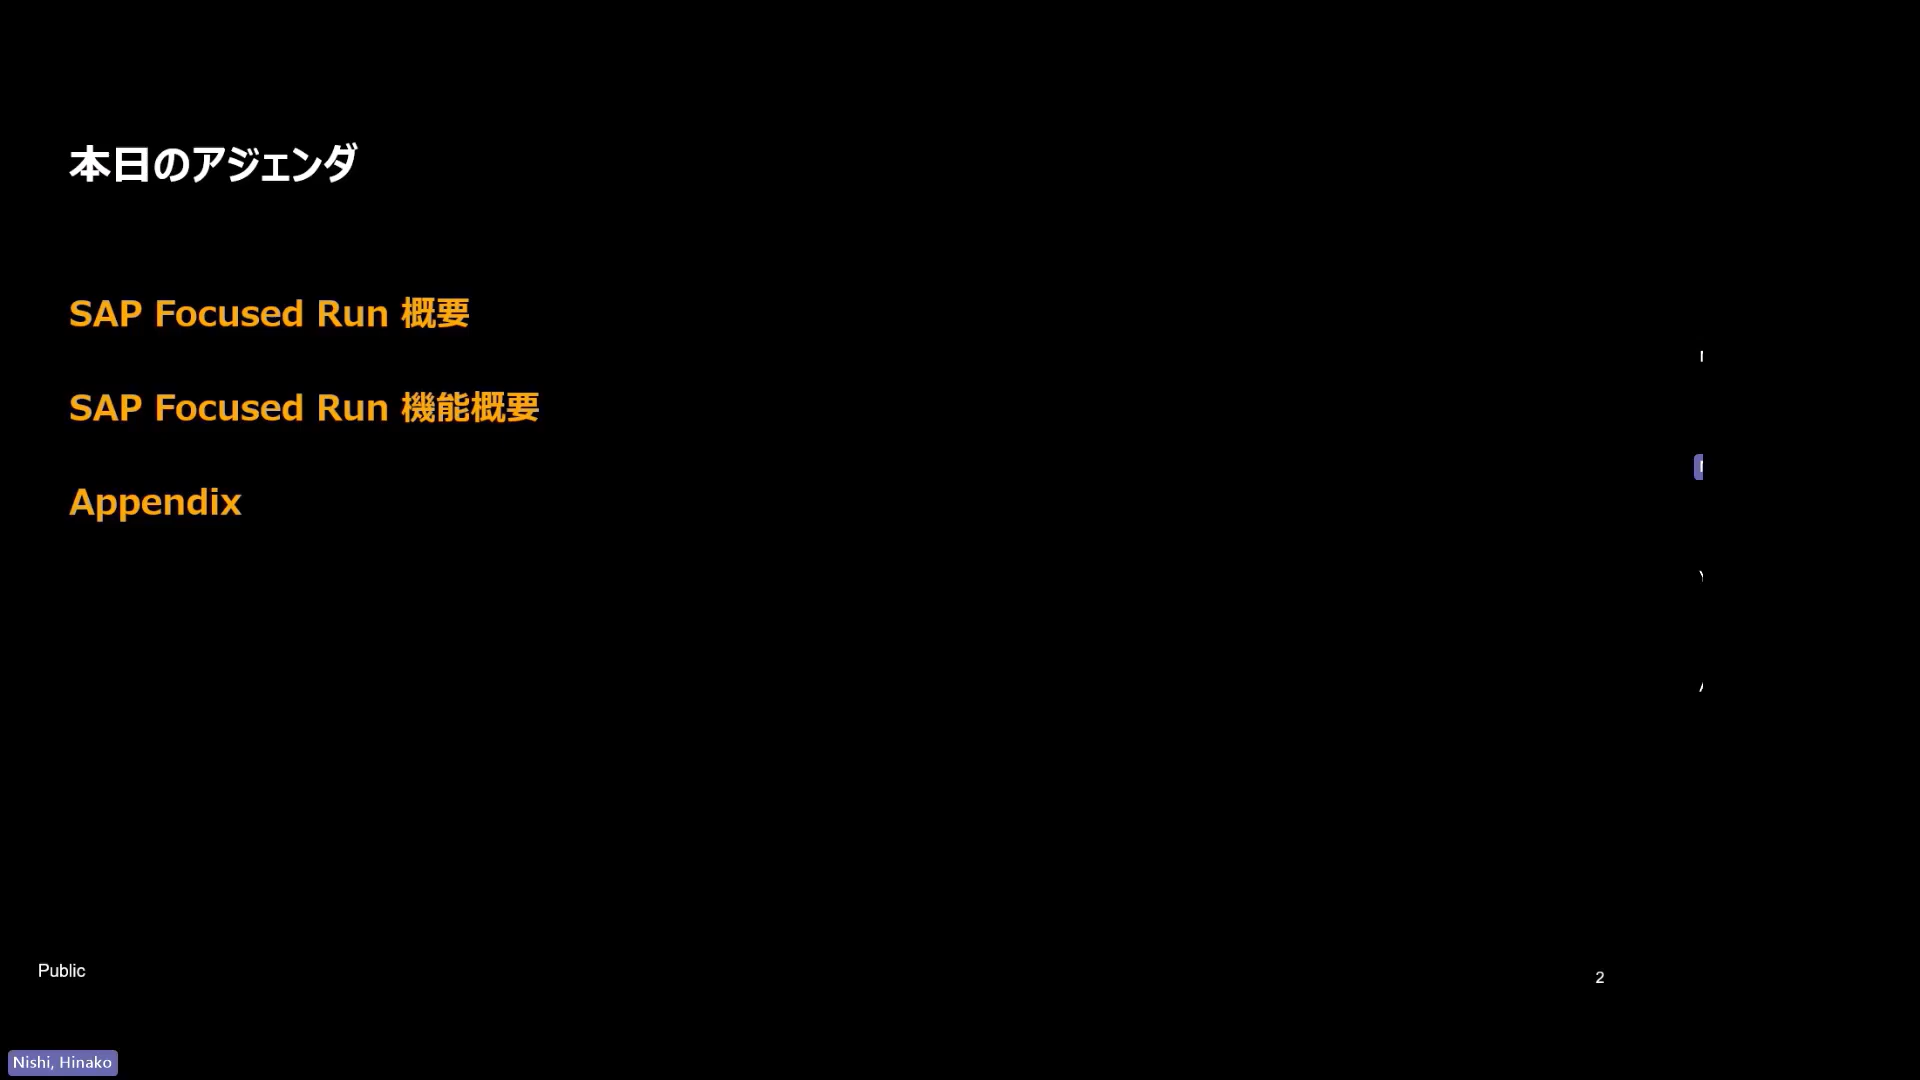 本日のアジェンダ
SAP Focused Run 概要
SAP Focused Run 機能概要
Appendix
Public
2
Nishi, Hinako